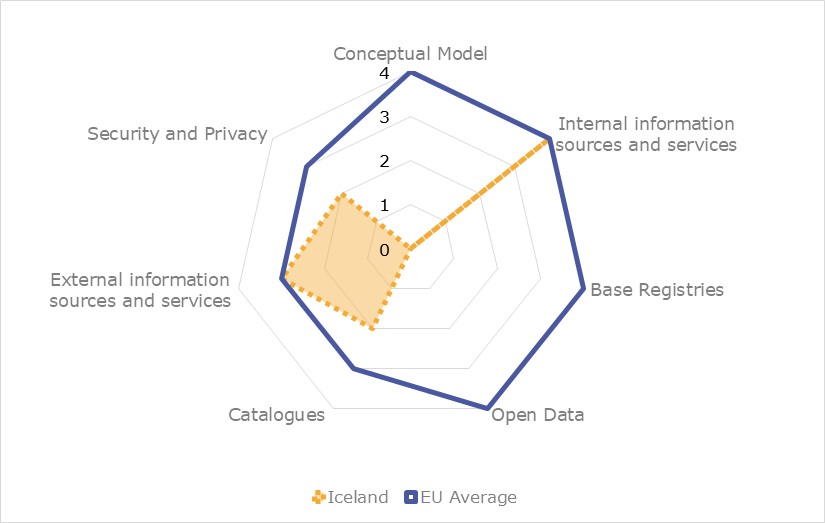 Conceptual Model
4
Internal information
sources and services
3
Security and Privacy
2
1
0
External information
sources and services
Base Registries
Catalogues
Open Data
Iceland
EU Average